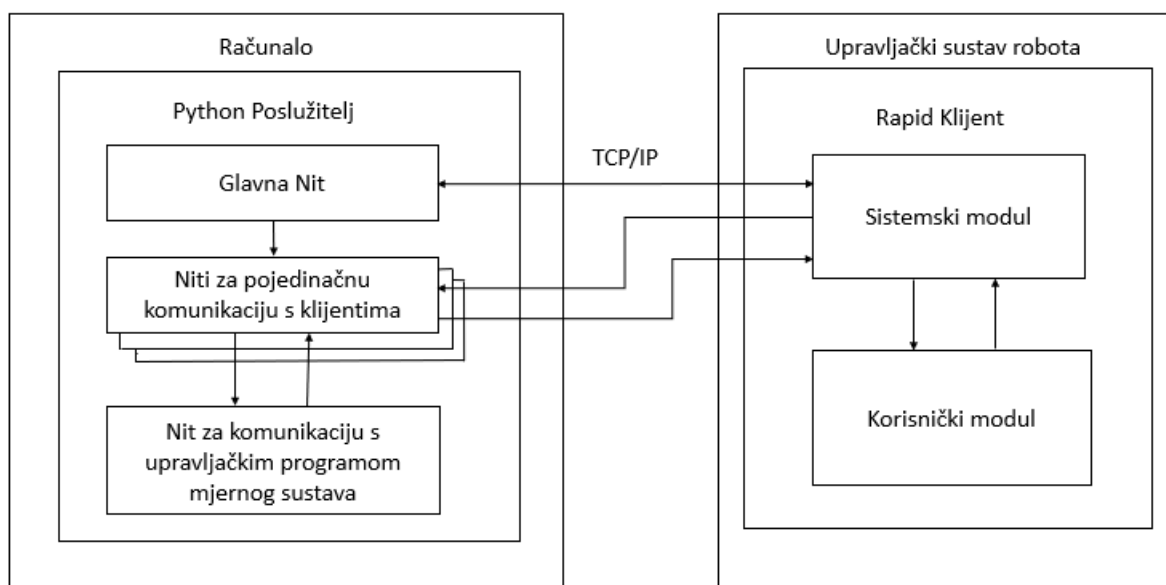 Računalo
Python Poslužitelj
Glavna Nit
Niti za pojedinačnu
komunikaciju s klijentima
Nit za komunikaciju s
upravljačkim programom
mjernog sustava
TCP/IP
Upravljački sustav robota
Rapid Klijent
Sistemski modul
Korisnički modul